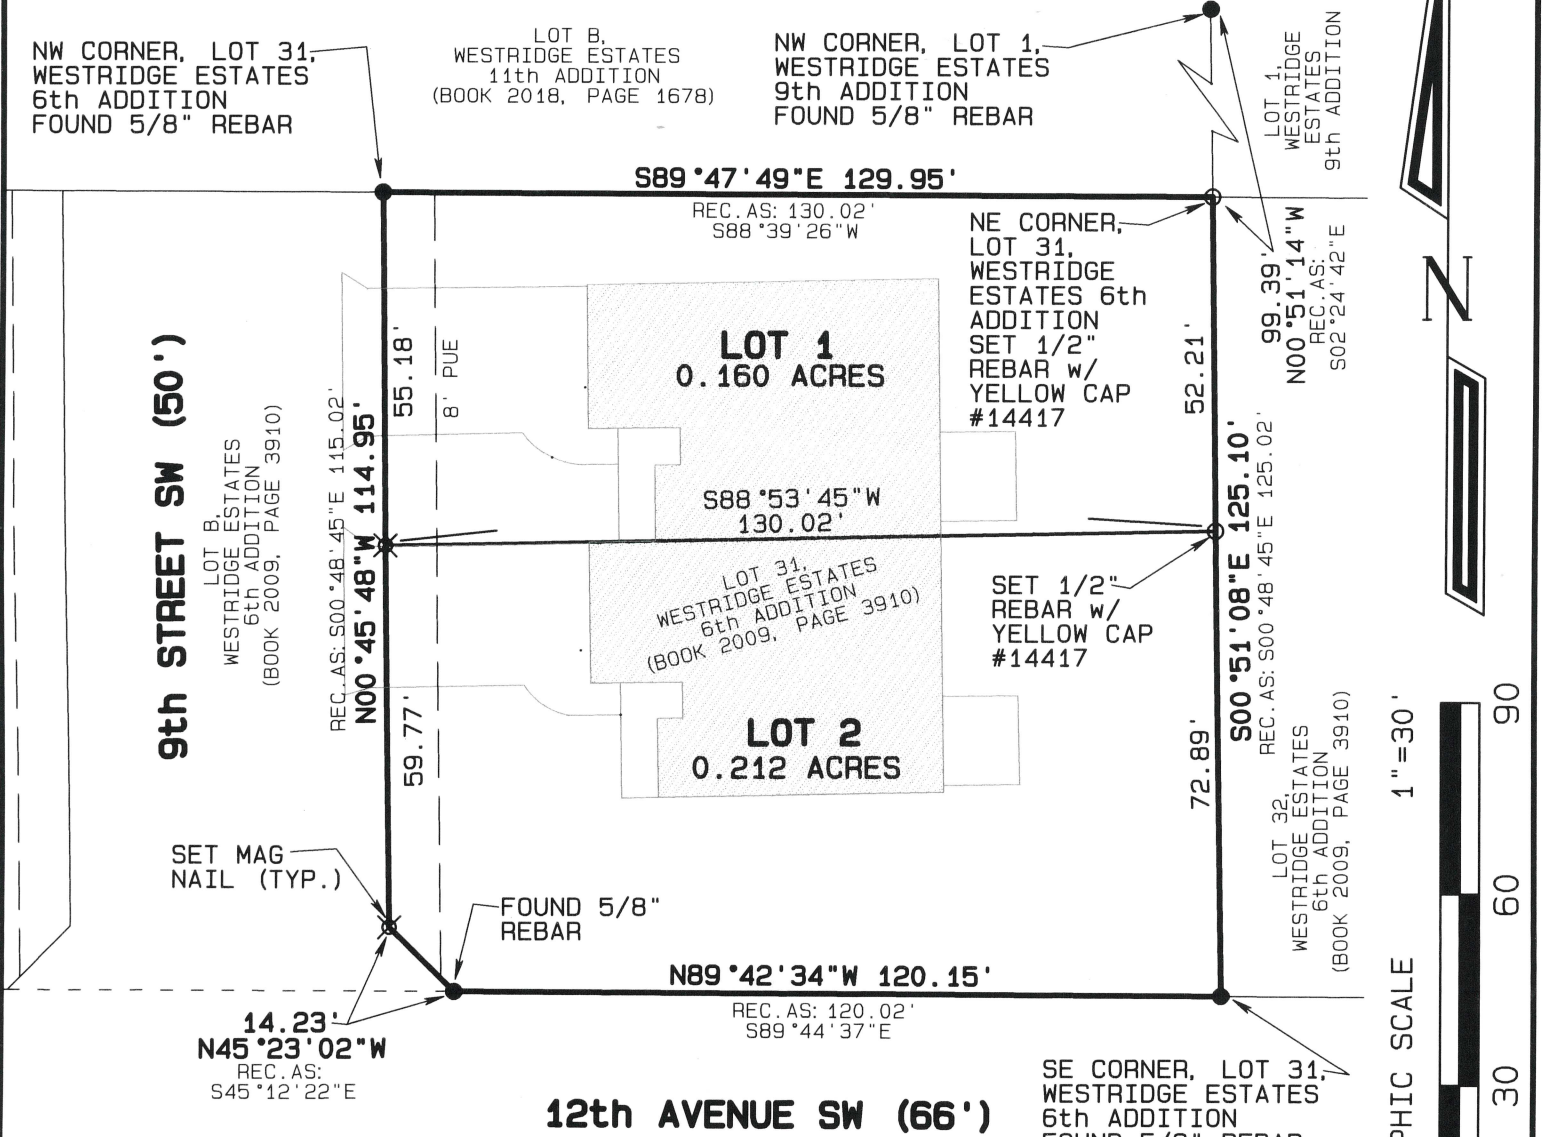 NW CORNER, LOT 31,
WESTRIDGE ESTATES
6th ADDITION
FOUND 5/8" REBAR
LOT B,
WESTRIDGE ESTATES
11th ADDITION
(BOOK 2018, PAGE 1678)
NW CORNER, LOT 1,
WESTRIDGE ESTATES
9th ADDITION
FOUND 5/8" REBAR
LOT 1,
WESTRIDGE
ESTATES
9th ADDITION
S89°47'49"E 129.95'
REC.AS: 130.02'
S88°39'26"W
NE CORNER,
LOT 31,
WESTRIDGE
ESTATES 6th
ADDITION
SET 1/2"
REBAR w/
YELLOW CAP
#14417
99.39'
N00°51'14"W
REC.AS:
S02°24'42"E
N
9th STREET SW (50')
LOT B,
WESTRIDGE ESTATES
6th ADDITION
(BOOK 2009, PAGE 3910)
REC.AS: S00°48'45"E 115.02'
N00°45'48"W 114.95'
55.18'
8' PUE
LOT 1
0.160 ACRES
52.21'
S88°53'45"W
130.02'
LOT 31,
WESTRIDGE ESTATES
6th ADDITION
(BOOK 2009, PAGE 3910)
SET 1/2"
REBAR w/
YELLOW CAP
#14417
S00°51'08"E 125.10'
REC.AS: S00°48'45"E 125.02'
59.77'
LOT 2
0.212 ACRES
72.89'
LOT 32,
WESTRIDGE ESTATES
6th ADDITION
(BOOK 2009, PAGE 3910)
SET MAG
NAIL (TYP.)
FOUND 5/8"
REBAR
N89°42'34"W 120.15'
REC.AS: 120.02'
S89°44'37"E
14.23'
N45°23'02"W
REC.AS:
S45°12'22"E
12th AVENUE SW (66')
SE CORNER, LOT 31,
WESTRIDGE ESTATES
6th ADDITION
FOUND 5/8" REBAR
1"=30'
PHIC SCALE
90
60
30